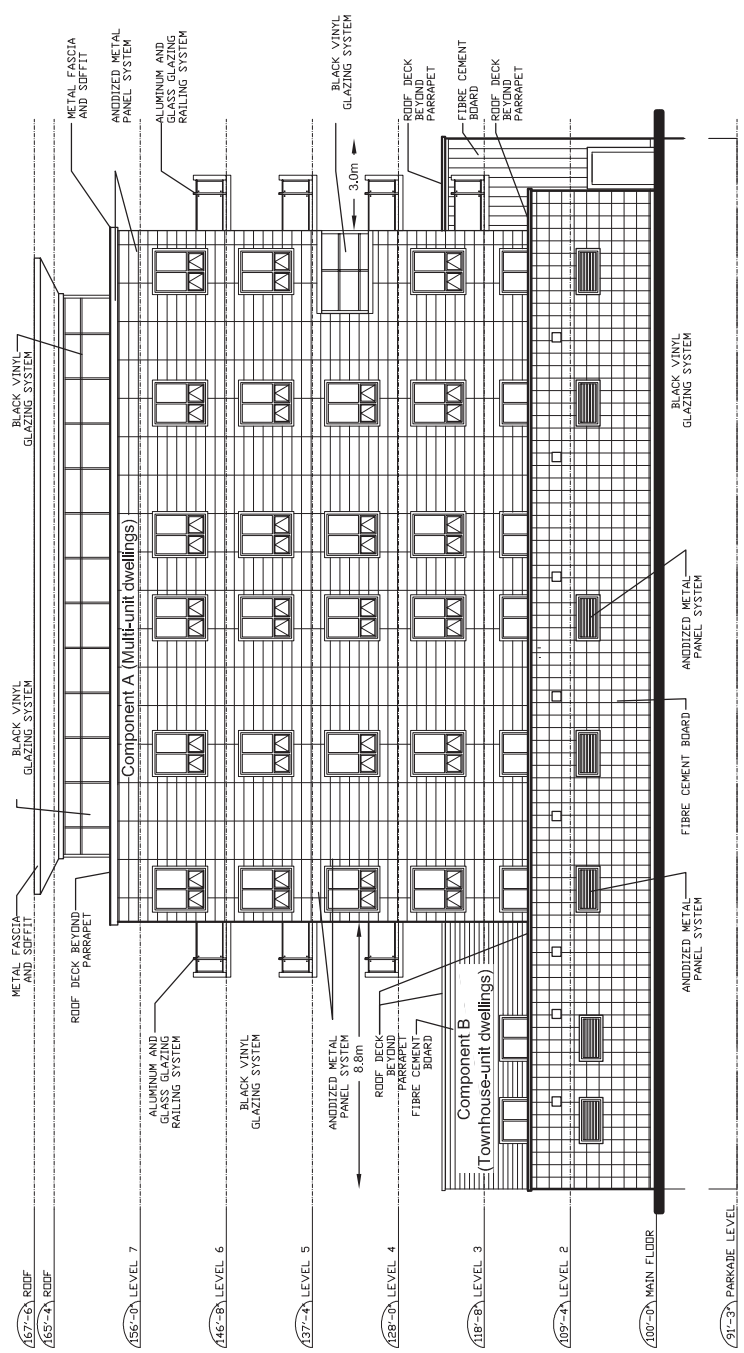 METAL FASCIA
AND SOFFIT
BLACK VINYL
GLAZING SYSTEM
BLACK VINYL
GLAZING SYSTEM
METAL FASCIA
AND SOFFIT
ANODIZED METAL
PANEL SYSTEM
ALUMINUM AND
GLASS GLAZING
RAILING SYSTEM
BLACK VINYL
GLAZING SYSTEM
ROOF DECK
BEYOND
PARRAPET
FIBRE CEMENT
BOARD
ROOF DECK
BEYOND
PARRAPET
167'-6" ROOF
165'-4" ROOF
156'-0" LEVEL 7
146'-8" LEVEL 6
137'-4" LEVEL 5
128'-0" LEVEL 4
118'-8" LEVEL 3
109'-4" LEVEL 2
100'-0" MAIN FLOOR
91'-3" PARKADE LEVEL
ROOF DECK BEYOND
PARRAPET
Component A (Multi-unit dwellings)
ALUMINUM AND
GLASS GLAZING
RAILING SYSTEM
BLACK VINYL
GLAZING SYSTEM
ANODIZED METAL
PANEL SYSTEM
8.8m
3.0m
ROOF DECK
BEYOND
PARRAPET
FIBRE CEMENT
BOARD
Component B
(Townhouse-unit dwellings)
ANODIZED METAL
PANEL SYSTEM
FIBRE CEMENT BOARD
ANODIZED METAL
PANEL SYSTEM
BLACK VINYL
GLAZING SYSTEM